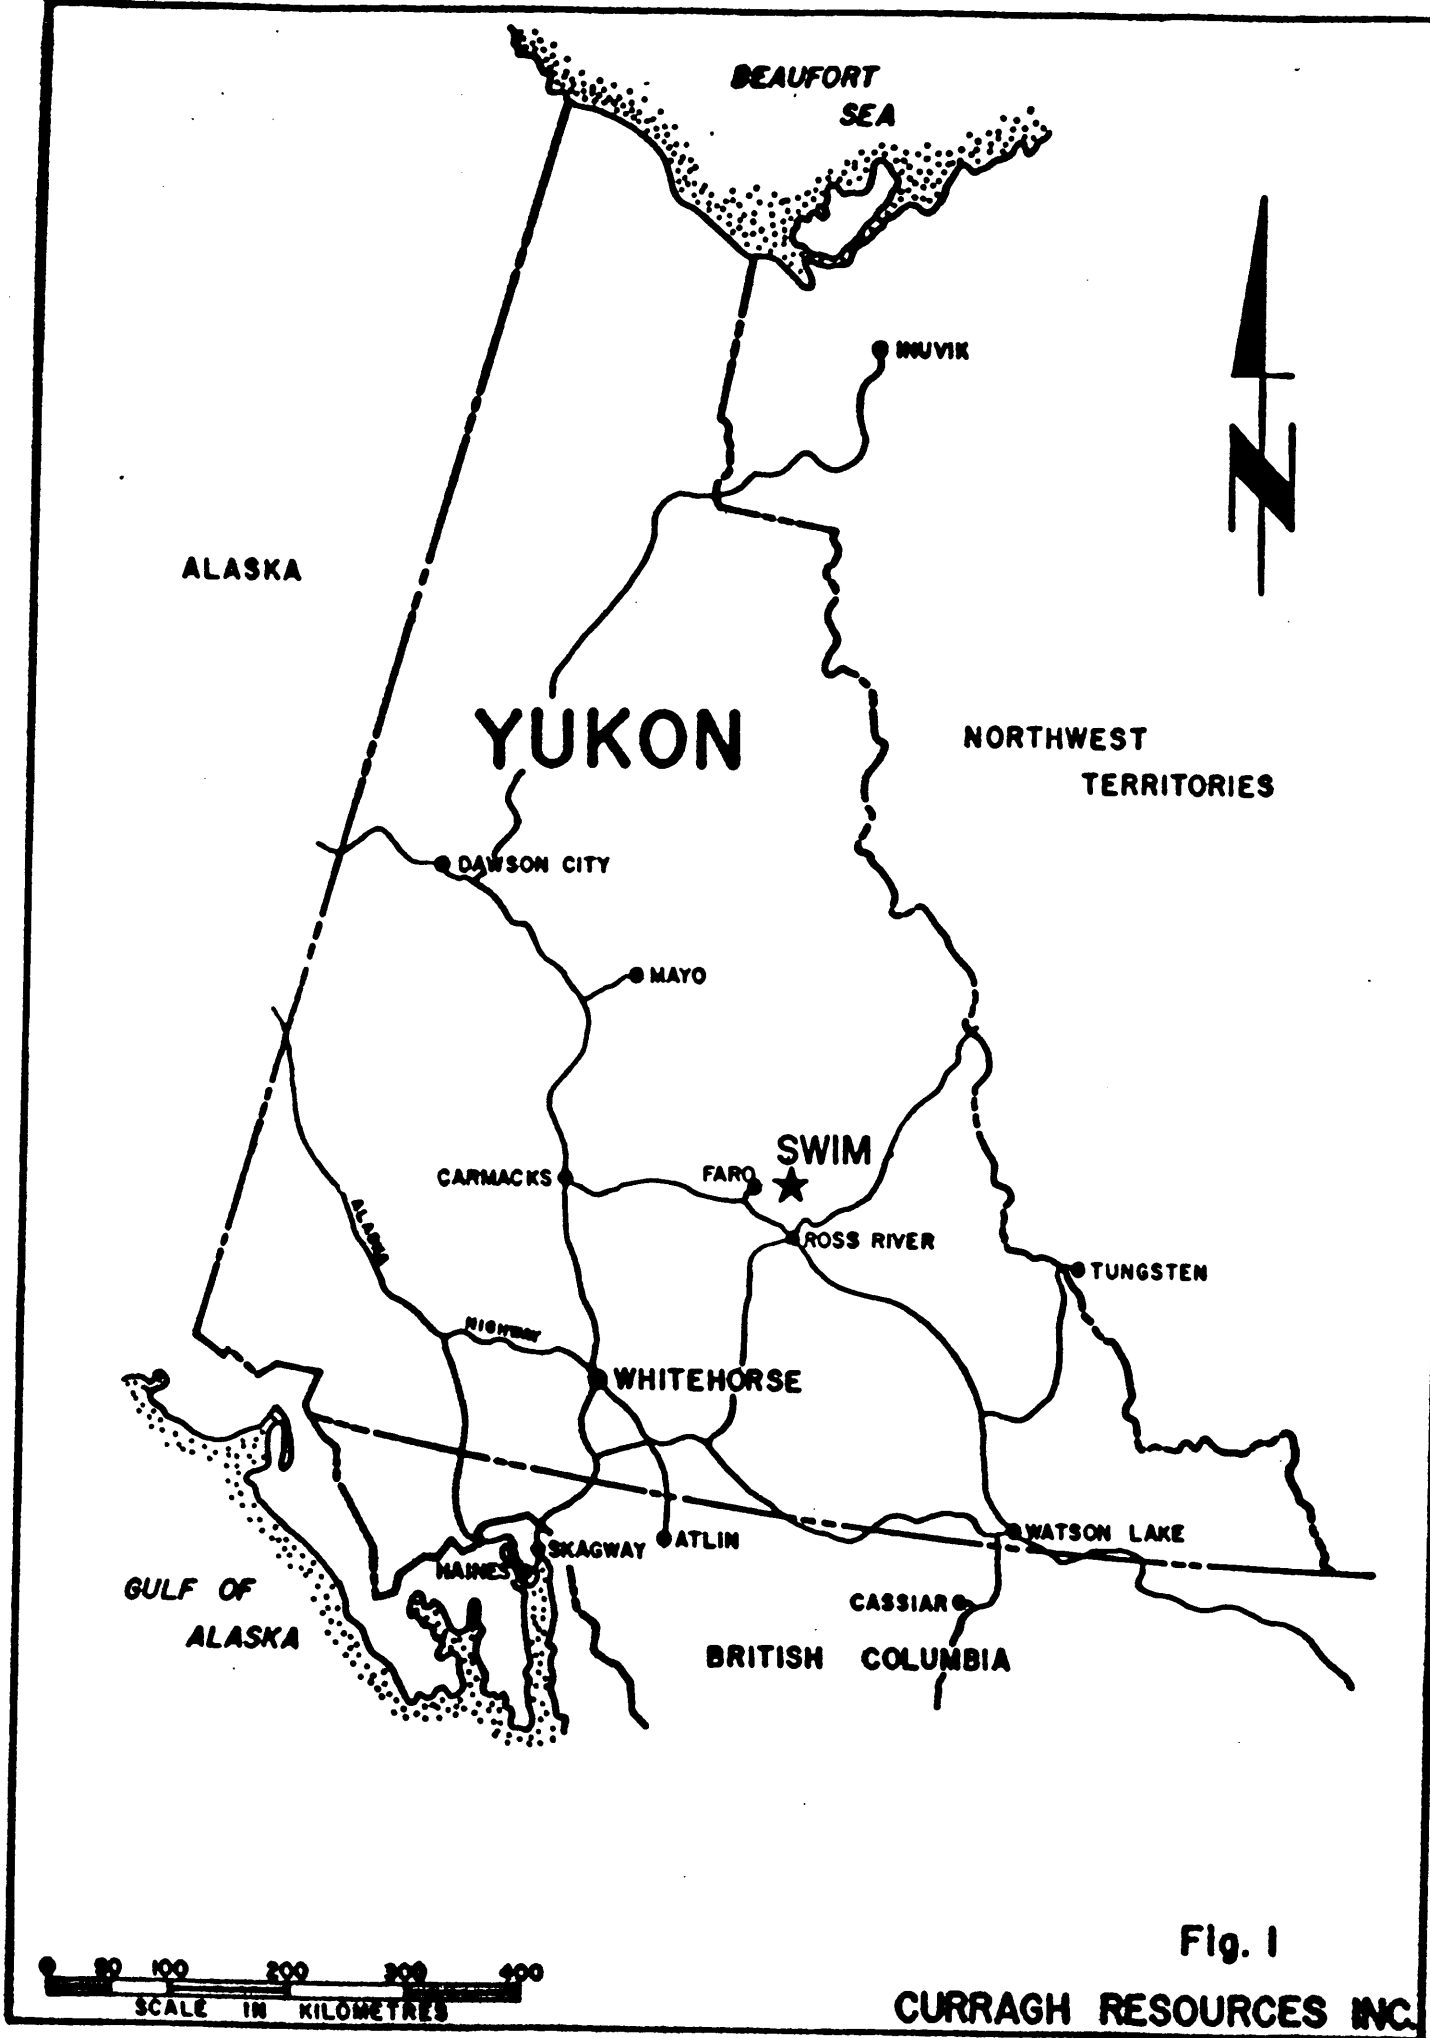 BEAUFORT
SEA
INUVIK
N
ALASKA
YUKON
NORTHWEST
TERRITORIES
DAWSON CITY
MAYO
SWIM
CARMACKS
FARO
ALASKA
ROSS RIVER
TUNGSTEN
HIGHWAY
WHITEHORSE
WATSON LAKE
ATLIN
SKAGWAY
HAINES
GULF OF
ALASKA
CASSIAR
BRITISH COLUMBIA
Fig. 1
0 50 100 200 300 400
SCALE IN KILOMETRES
CURRAGH RESOURCES INC.